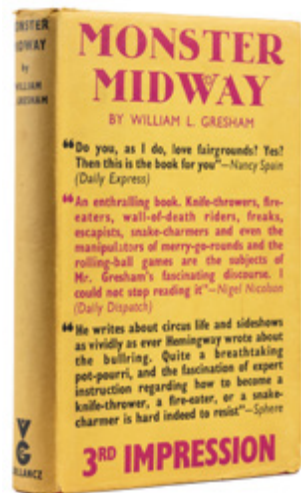 MONSTER
MIDWAY
by
WILLIAM
GRESHAM
VG
GOLLANCZ
MONSTER
MIDWAY
BY WILLIAM L. GRESHAM
“Do you, as I do, love fairgrounds? Yes?
Then this is the book for you”—Nancy Spain
(Daily Express)
“An enthralling book. Knife-throwers, fire-
eaters, wall-of-death riders, freaks,
escapists, snake-charmers and even the
manipulators of merry-go-rounds and the
rolling-ball games are the subjects of
Mr. Gresham's fascinating discourse. I
could not stop reading it”—Nigel Nicolson
(Daily Dispatch)
“He writes about circus life and sideshows
as vividly as ever Hemingway wrote about
the bullring. Quite a breathtaking
pot-pourri, and the fascination of expert
instruction regarding how to become a
knife-thrower, a fire-eater, or a snake-
charmer is hard indeed to resist”—Sphere
3RD IMPRESSION